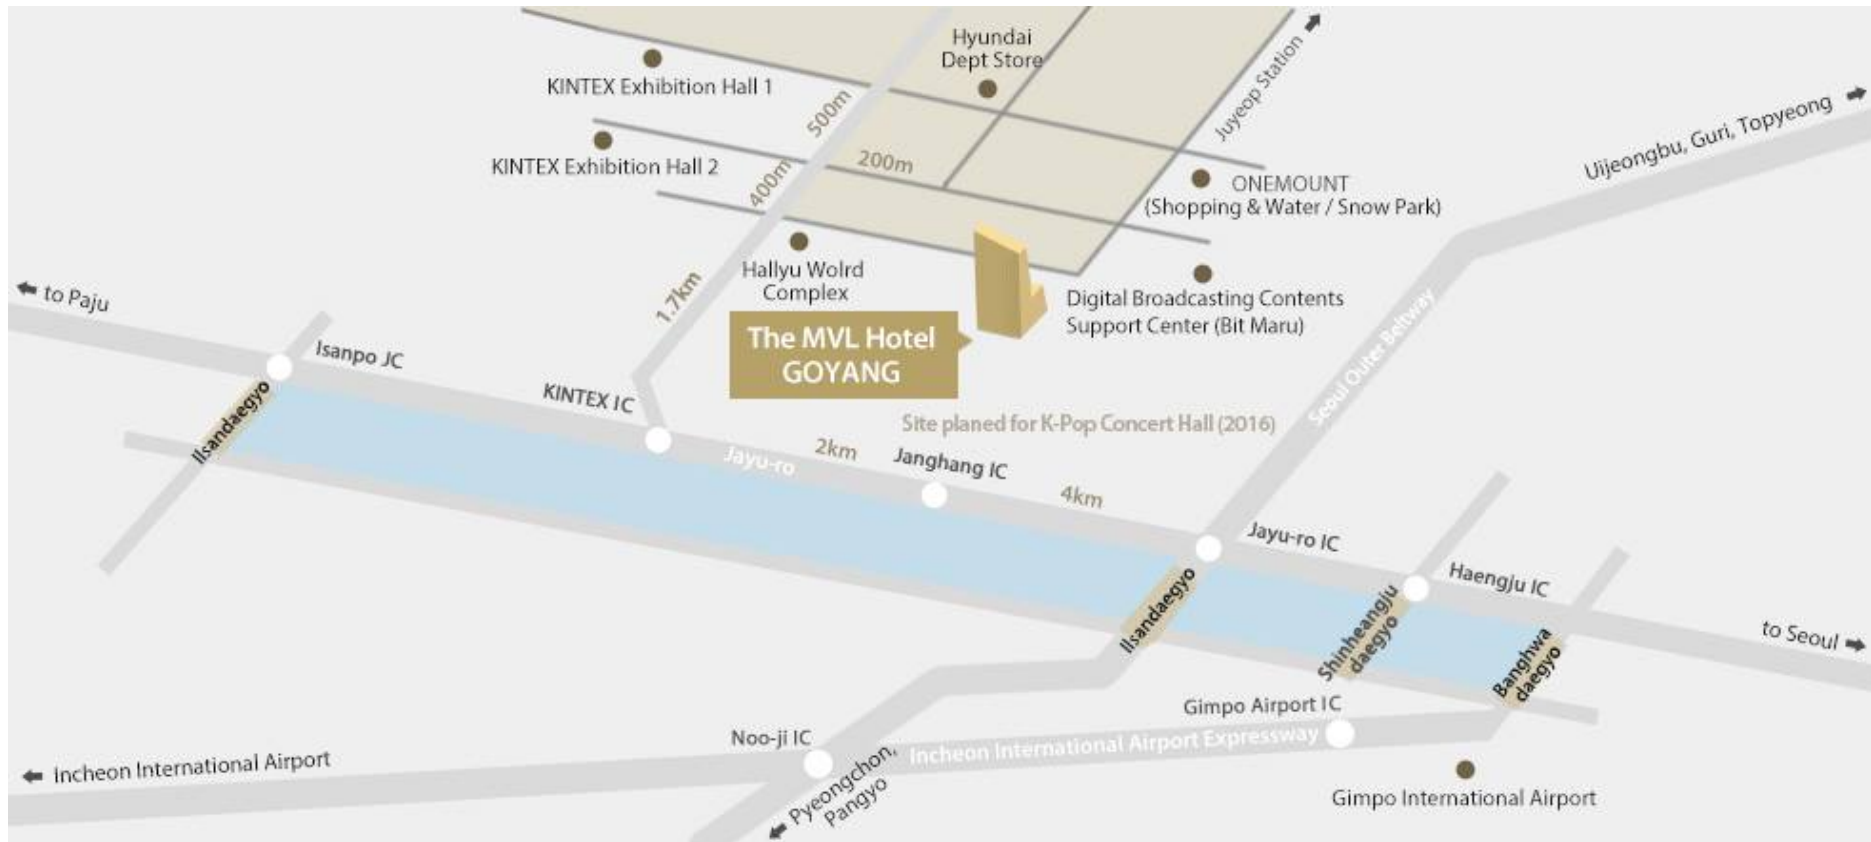 Hyundai
Dept Store
KINTEX Exhibition Hall 1
500m
Juyeop Station
Uijeongbu, Guri, Topyeong
KINTEX Exhibition Hall 2
400m
200m
ONEMOUNT
(Shopping & Water / Snow Park)
Hallyu Wolrd
Complex
1.7km
to Paju
Digital Broadcasting Contents
Support Center (Bit Maru)
The MVL Hotel
GOYANG
Seoul Outer Beltway
Isanpo JC
Ilsandaegyo
KINTEX IC
Site planed for K-Pop Concert Hall (2016)
Jayu-ro
2km
Janghang IC
4km
Jayu-ro IC
Haengju IC
Ilsandaegyo
Shinheangju
daegyo
Banghwa
daegyo
to Seoul
Gimpo Airport IC
Noo-ji IC
Incheon International Airport Expressway
Incheon International Airport
Pyeongchon,
Pangyo
Gimpo International Airport